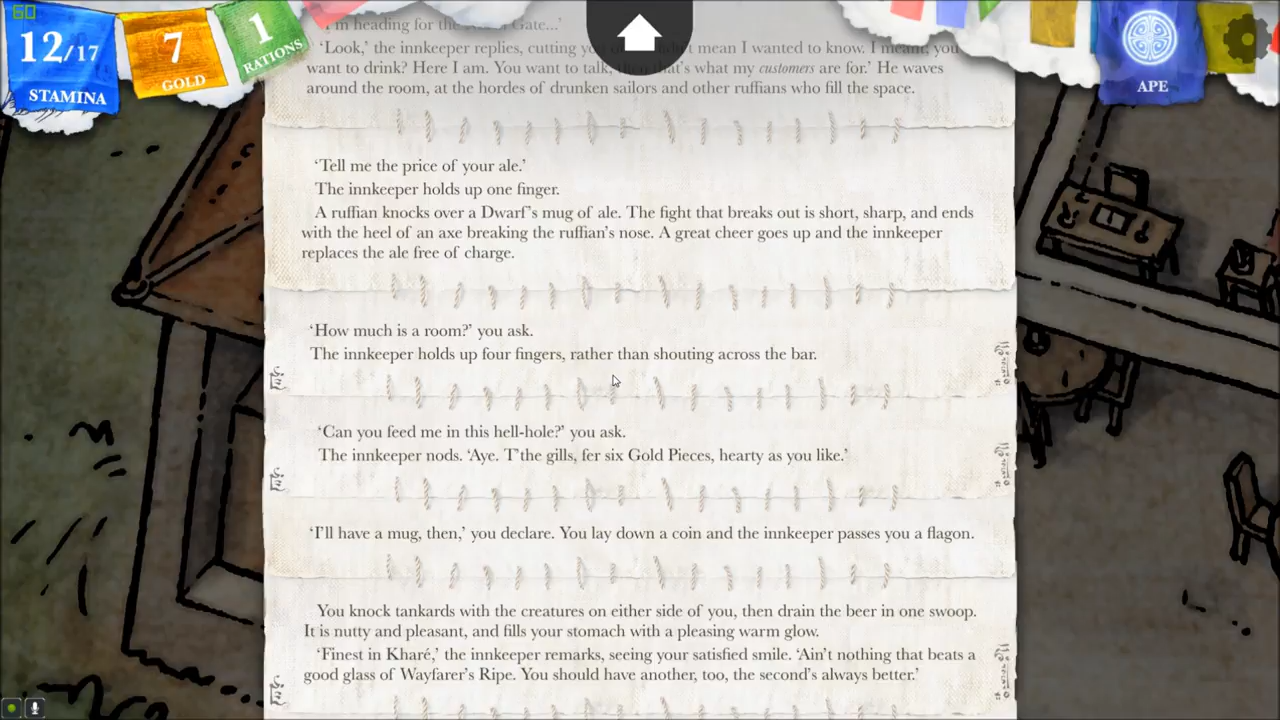 60
12/17
STAMINA
7
GOLD
1
RATIONS
APE
'I'm heading for the Gate...'
'Look,' the innkeeper replies, cutting mean I wanted to know. I meant, you
want to drink? Here I am. You want to talk, then that's what my customers are for.' He waves
around the room, at the hordes of drunken sailors and other ruffians who fill the space.
'Tell me the price of your ale.'
The innkeeper holds up one finger.
A ruffian knocks over a Dwarf's mug of ale. The fight that breaks out is short, sharp, and ends
with the heel of an axe breaking the ruffian's nose. A great cheer goes up and the innkeeper
replaces the ale free of charge.
'How much is a room?' you ask.
The innkeeper holds up four fingers, rather than shouting across the bar.
'Can you feed me in this hell-hole?' you ask.
The innkeeper nods. 'Aye. T'the gills, fer six Gold Pieces, hearty as you like.'
'I'll have a mug, then,' you declare. You lay down a coin and the innkeeper passes you a flagon.
You knock tankards with the creatures on either side of you, then drain the beer in one swoop.
It is nutty and pleasant, and fills your stomach with a pleasing warm glow.
'Finest in Kharé,' the innkeeper remarks, seeing your satisfied smile. 'Ain't nothing that beats a
good glass of Wayfarer's Ripe. You should have another, too, the second's always better.'